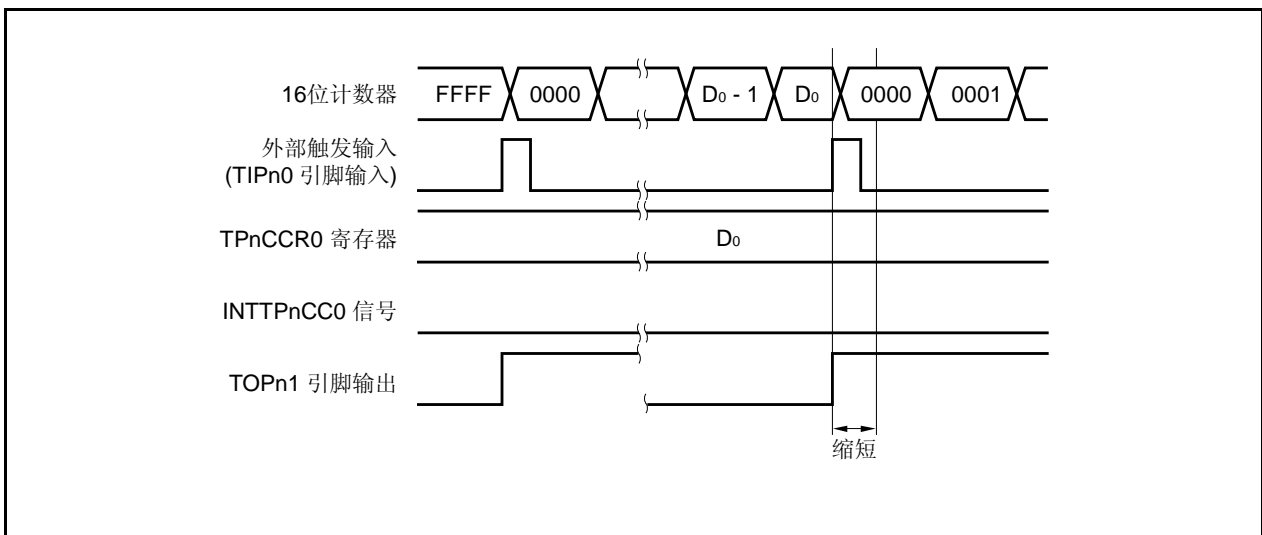 16位计数器 FFFF 0000 D0 - 1 D0 0000 0001
外部触发输入
(TIPn0 引脚输入)
TPnCCR0 寄存器 D0
INTTPnCC0 信号
TOPn1 引脚输出
缩短